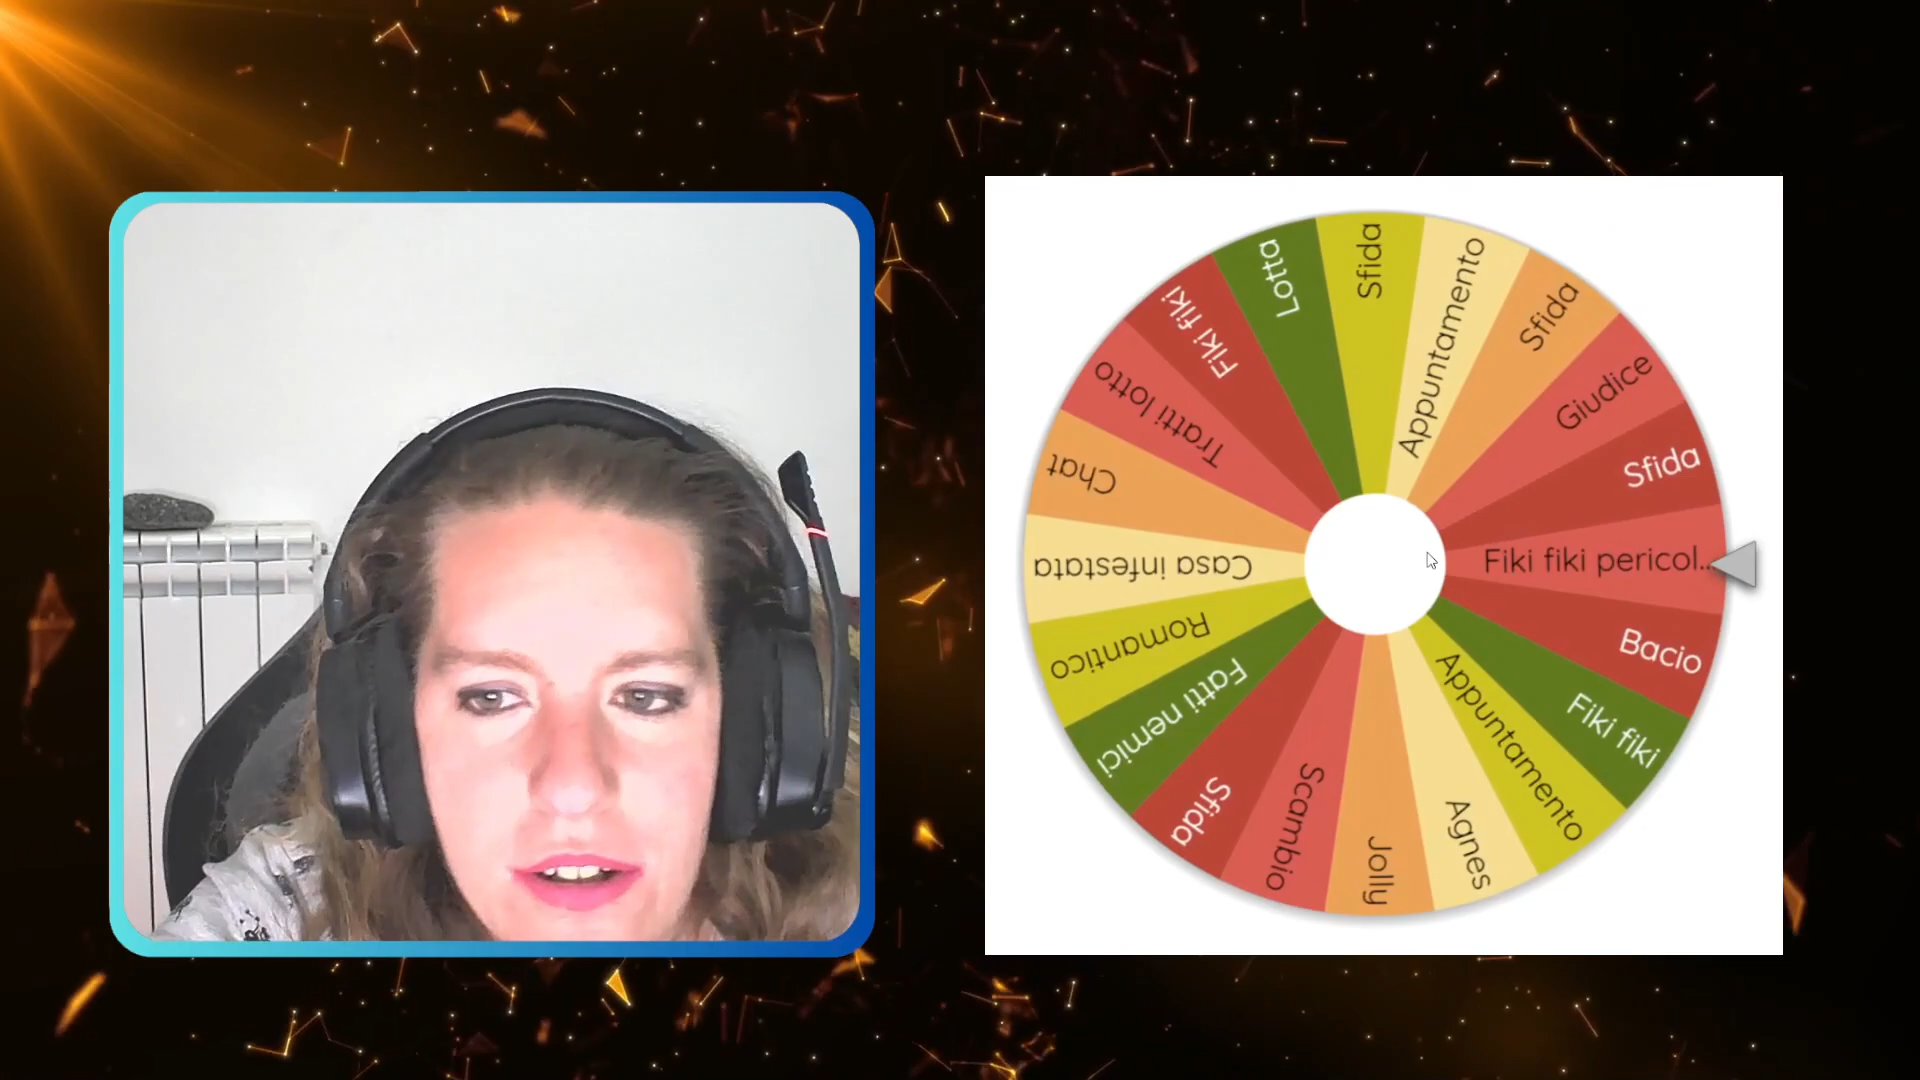 Sfida
Appuntamento
Sfida
Giudice
Sfida
Fiki fiki pericol...
Bacio
Fiki fiki
Appuntamento
Agnes
Jolly
Scambio
Sfida
Fatti nemici
Romantico
Casa infestata
Chat
Tratti lotto
Fiki fiki
Lotta